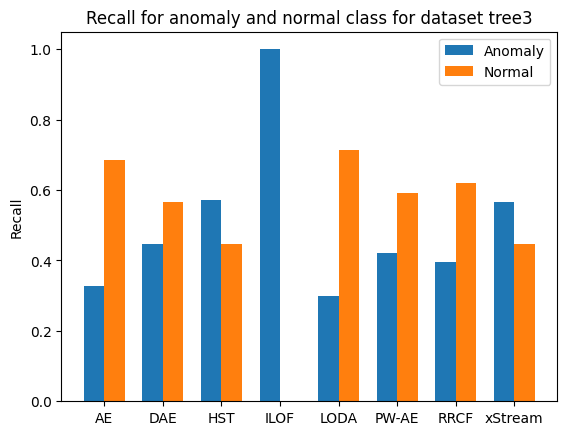 Recall for anomaly and normal class for dataset tree3
Anomaly
Normal
Recall
1.0
0.8
0.6
0.4
0.2
0.0
AE DAE HST ILOF LODA PW-AE RRCF xStream